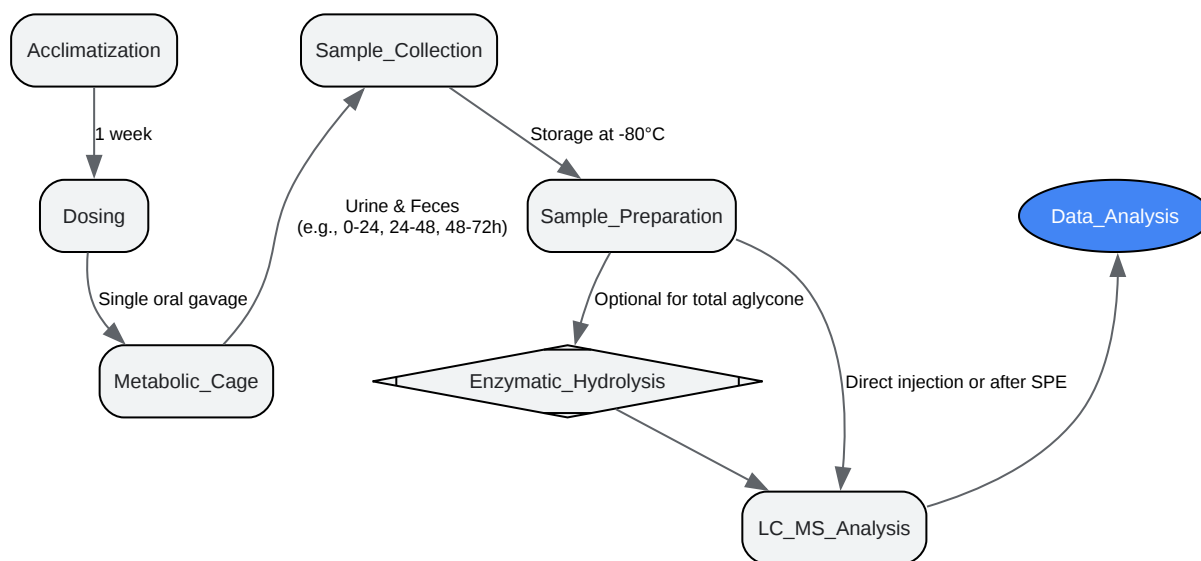 Acclimatization
Sample_Collection
1 week
Storage at -80°C
Dosing
Urine & Feces
(e.g., 0-24, 24-48, 48-72h)
Sample_Preparation
Data_Analysis
Single oral gavage
Optional for total aglycone
Metabolic_Cage
Enzymatic_Hydrolysis
Direct injection or after SPE
LC_MS_Analysis